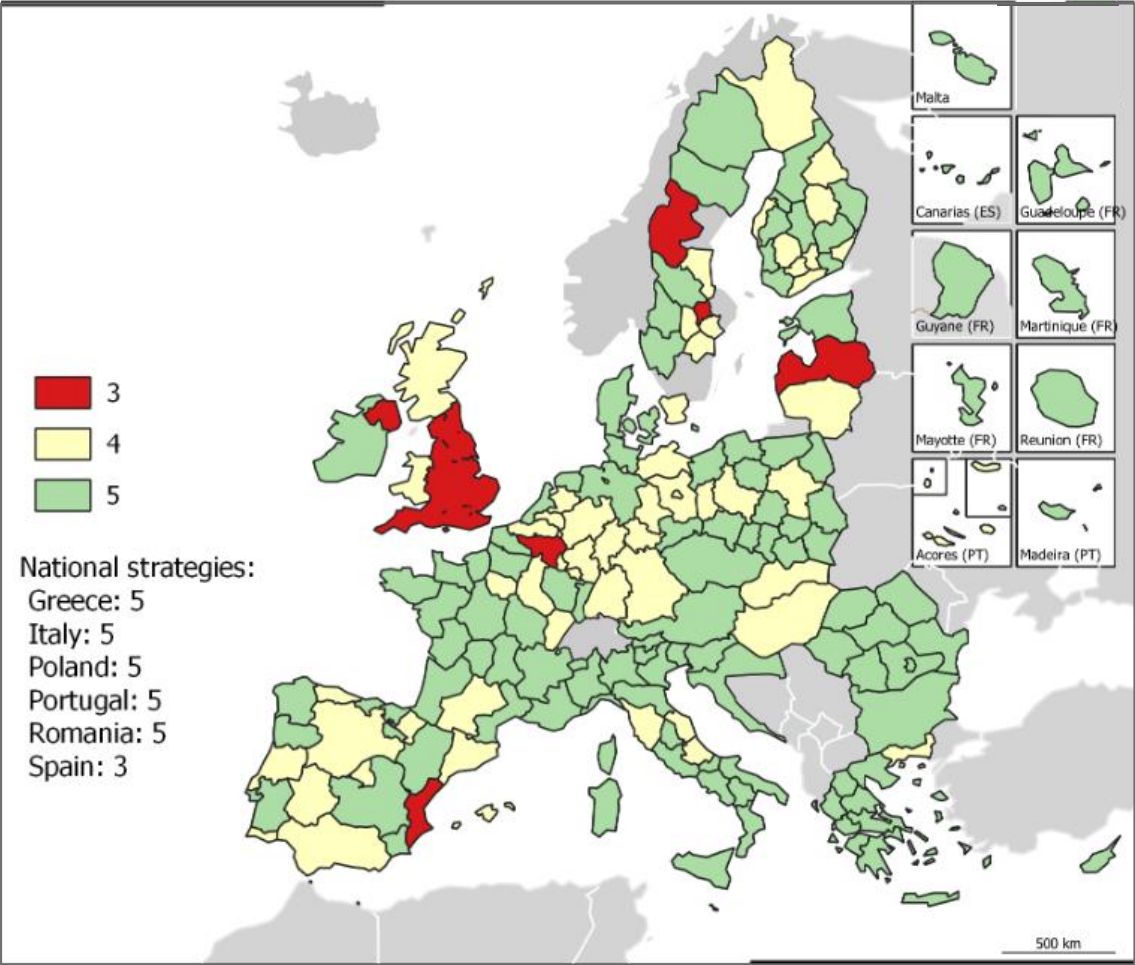 3
4
5
National strategies:
Greece: 5
Italy: 5
Poland: 5
Portugal: 5
Romania: 5
Spain: 3
Malta
Canarias (ES)
Guadeloupe (FR)
Guyane (FR)
Martinique (FR)
Mayotte (FR)
Reunion (FR)
Acores (PT)
Madeira (PT)
500 km